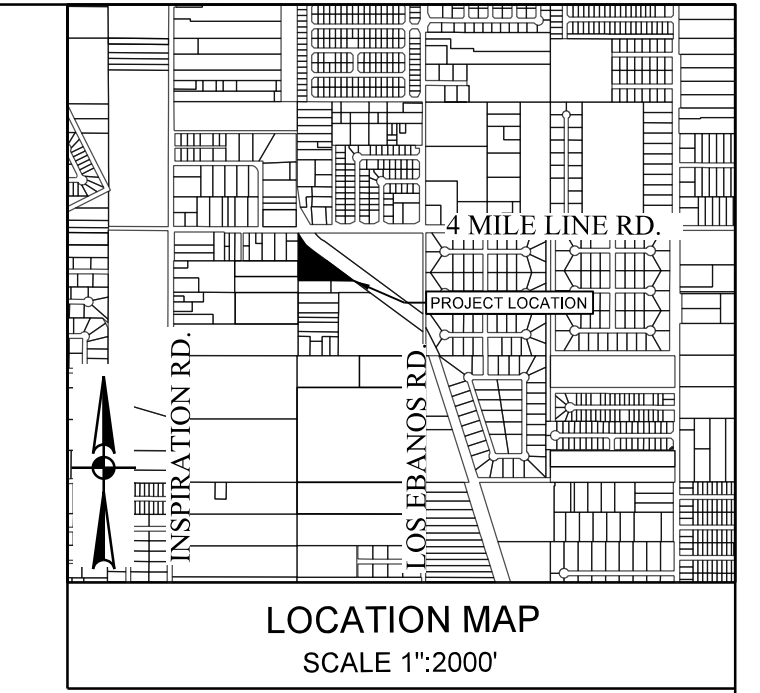 4 MILE LINE RD.
PROJECT LOCATION
INSPIRATION RD.
LOS EBANOS RD.
LOCATION MAP
SCALE 1":2000'